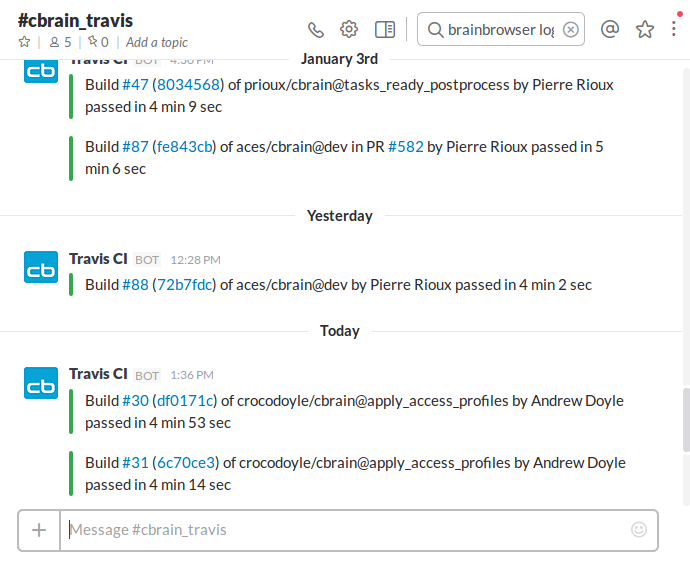 #cbrain_travis
5 | 0 | Add a topic
brainbrowser log
Travis CI BOT 4:30 PM
January 3rd
cb
Build #47 (8034568) of prioux/cbrain@tasks_ready_postprocess by Pierre Rioux
passed in 4 min 9 sec
Build #87 (fe843cb) of aces/cbrain@dev in PR #582 by Pierre Rioux passed in 5
min 6 sec
Yesterday
cb
Travis CI BOT 12:28 PM
Build #88 (72b7fdc) of aces/cbrain@dev by Pierre Rioux passed in 4 min 2 sec
Today
cb
Travis CI BOT 1:36 PM
Build #30 (df0171c) of crocodoyle/cbrain@apply_access_profiles by Andrew Doyle
passed in 4 min 53 sec
Build #31 (6c70ce3) of crocodoyle/cbrain@apply_access_profiles by Andrew Doyle
passed in 4 min 14 sec
Message #cbrain_travis